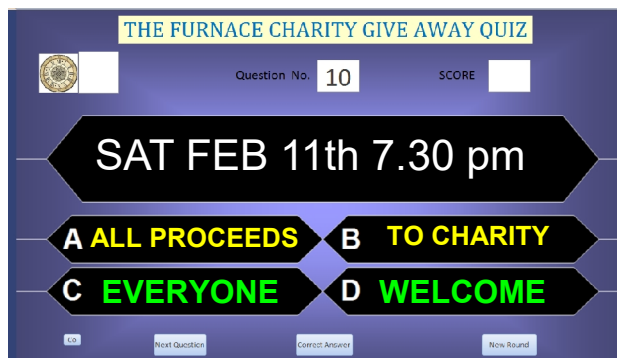 THE FURNACE CHARITY GIVE AWAY QUIZ
Question No. 10 SCORE
SAT FEB 11th 7.30 pm
A ALL PROCEEDS B TO CHARITY
C EVERYONE D WELCOME
Go Next Question Correct Answer New Round